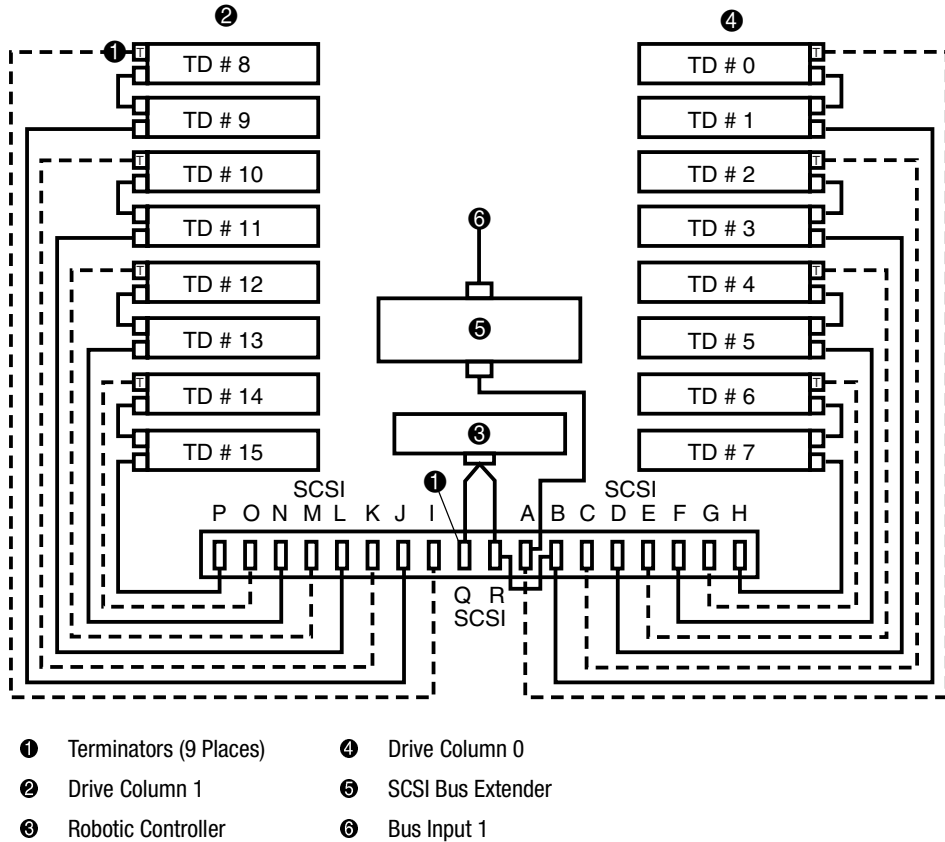 ❷ ❹
❶ T TD # 8 TD # 0 T
TD # 9 TD # 1
T TD # 10 TD # 2 T
TD # 11 TD # 3
❻
T TD # 12 TD # 4 T
❺
TD # 13 TD # 5
T TD # 14 TD # 6 T
❸
TD # 15 TD # 7
❶
SCSI SCSI
P O N M L K J I A B C D E F G H
Q R
SCSI
❶ Terminators (9 Places)
❷ Drive Column 1
❸ Robotic Controller
❹ Drive Column 0
❺ SCSI Bus Extender
❻ Bus Input 1